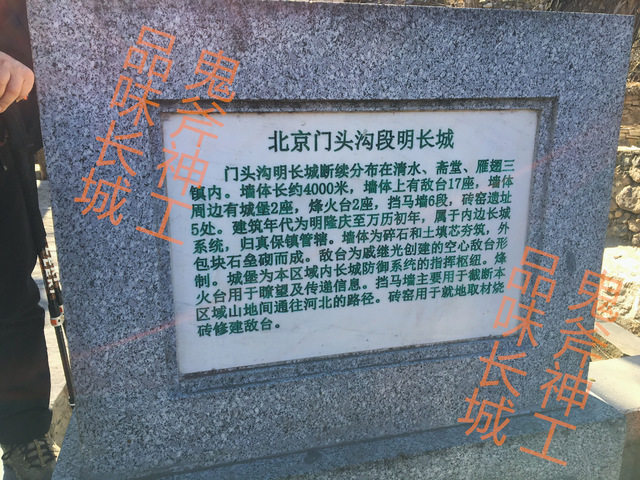 北京门头沟段明长城
门头沟明长城断续分布在清水、斋堂、雁翅三
镇内。墙体长约4000米，墙体上有敌台17座，墙体
周边有城堡2座，烽火台2座，挡马墙6段，砖窑遗址
5处。建筑年代为明隆庆至万历初年，属于内边长城
系统，归真保镇管辖。墙体为碎石和土填芯夯筑，外
包块石垒砌而成。敌台为戚继光创建的空心敌台形
制。城堡为本区域内长城防御系统的指挥枢纽。烽
火台用于瞭望及传递信息。挡马墙主要用于截断本
区域山地间通往河北的路径。砖窑用于就地取材烧
砖修建敌台。
鬼斧神工
品味长城
鬼斧神工
品味长城